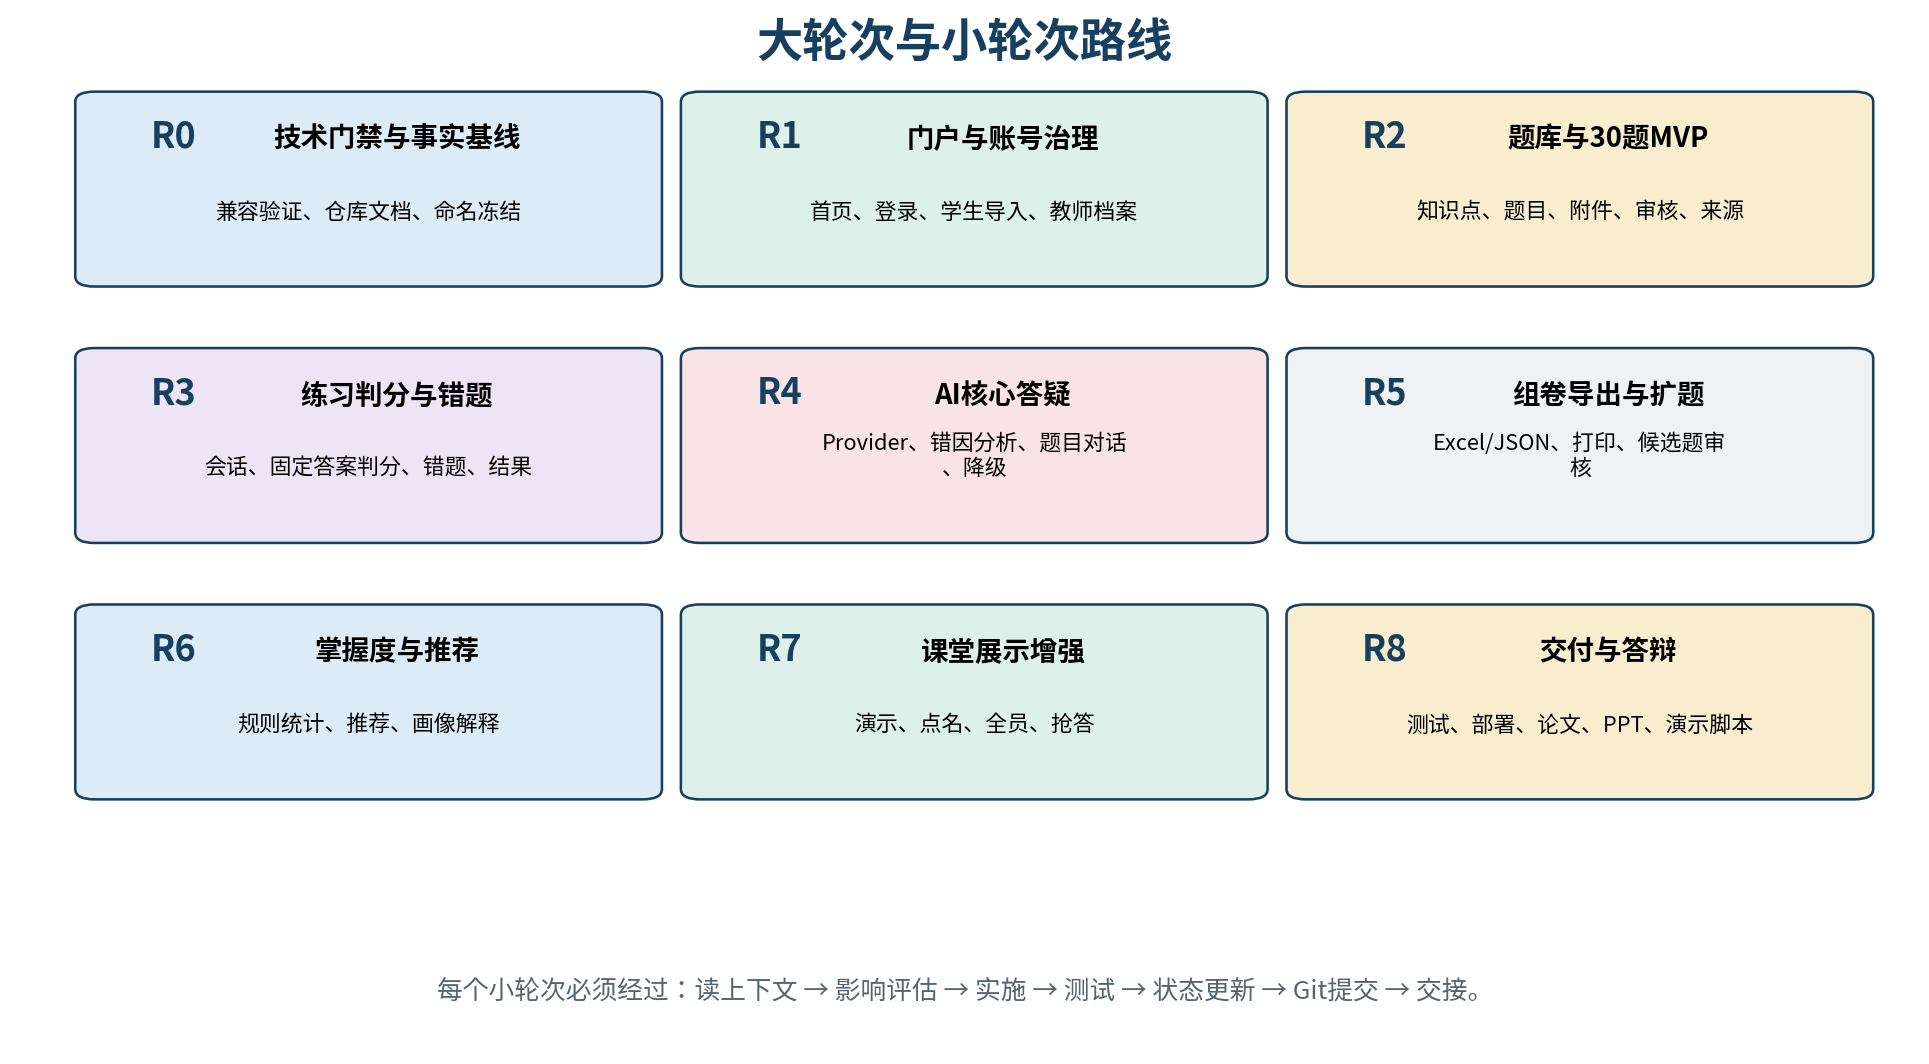 大轮次与小轮次路线
R0 技术门禁与事实基线
兼容验证、仓库文档、命名冻结
R1 门户与账号治理
首页、登录、学生导入、教师档案
R2 题库与30题MVP
知识点、题目、附件、审核、来源
R3 练习判分与错题
会话、固定答案判分、错题、结果
R4 AI核心答疑
Provider、错因分析、题目对话
、降级
R5 组卷导出与扩题
Excel/JSON、打印、候选题审
核
R6 掌握度与推荐
规则统计、推荐、画像解释
R7 课堂展示增强
演示、点名、全员、抢答
R8 交付与答辩
测试、部署、论文、PPT、演示脚本
每个小轮次必须经过：读上下文 → 影响评估 → 实施 → 测试 → 状态更新 → Git提交 → 交接。